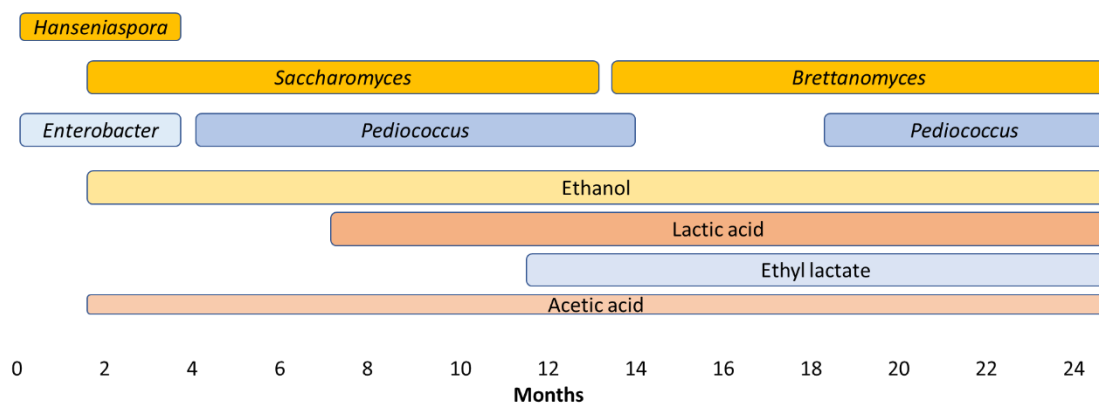 Hanseniaspora
Saccharomyces Brettanomyces
Enterobacter Pediococcus Pediococcus
Ethanol
Lactic acid
Ethyl lactate
Acetic acid
0 2 4 6 8 10 12 14 16 18 20 22 24
Months